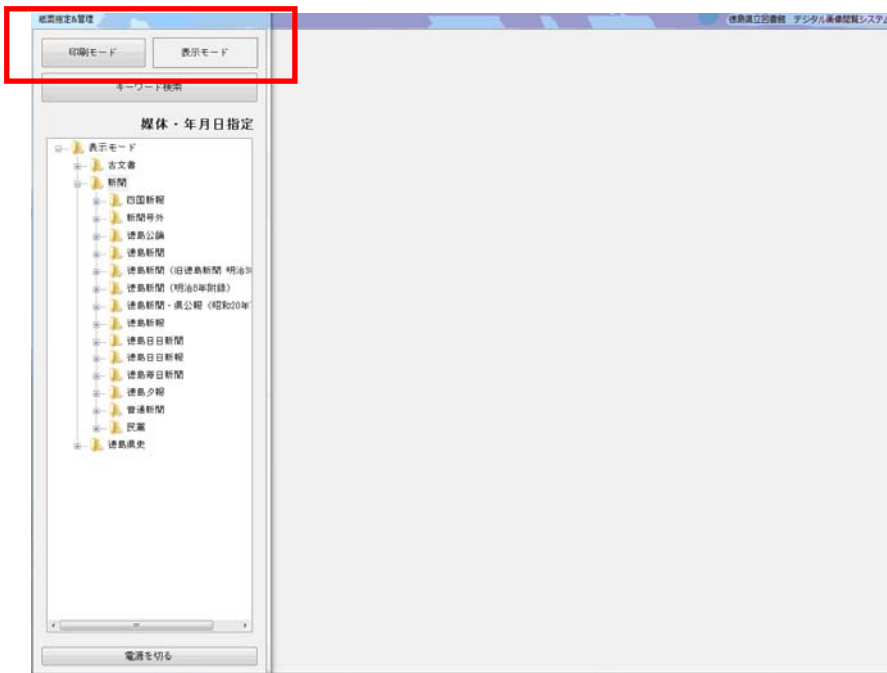 紙票指定&管理
徳島県立図書館 デジタル画像閲覧システム
印刷モード
表示モード
キーワード検索
媒体・年月日指定
表示モード
古文書
新聞
四国新報
新聞号外
徳島公論
徳島新聞
徳島新聞(旧徳島新聞 明治3
徳島新聞(明治8年附録)
徳島新聞・県公報(昭和20年
徳島新報
徳島日日新聞
徳島日日新報
徳島毎日新聞
徳島夕報
普通新聞
民薫
徳島県史
電源を切る